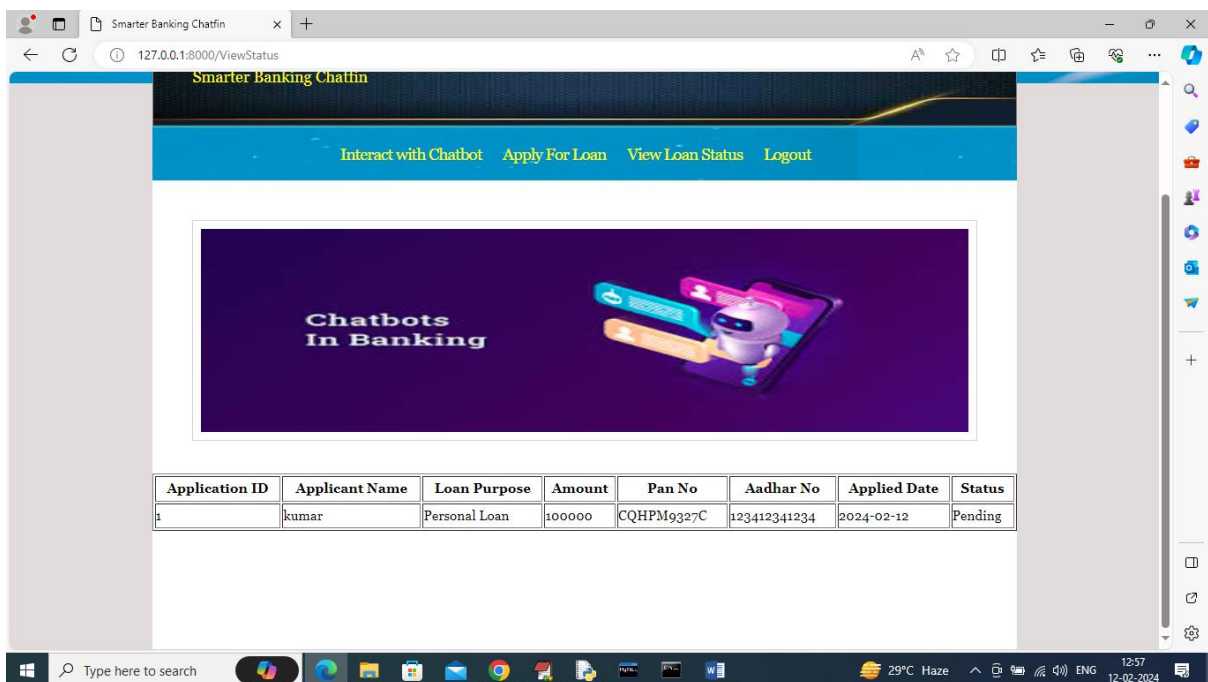 Smarter Banking Chatfin
127.0.0.1:8000/ViewStatus
Smarter Banking Chatfin
Interact with Chatbot Apply For Loan View Loan Status Logout
Chatbots
In Banking
Application ID Applicant Name Loan Purpose Amount Pan No Aadhar No Applied Date Status
1 kumar Personal Loan 100000 CQHPM9327C 123412341234 2024-02-12 Pending
Type here to search
29°C Haze
ENG
12:57
12-02-2024